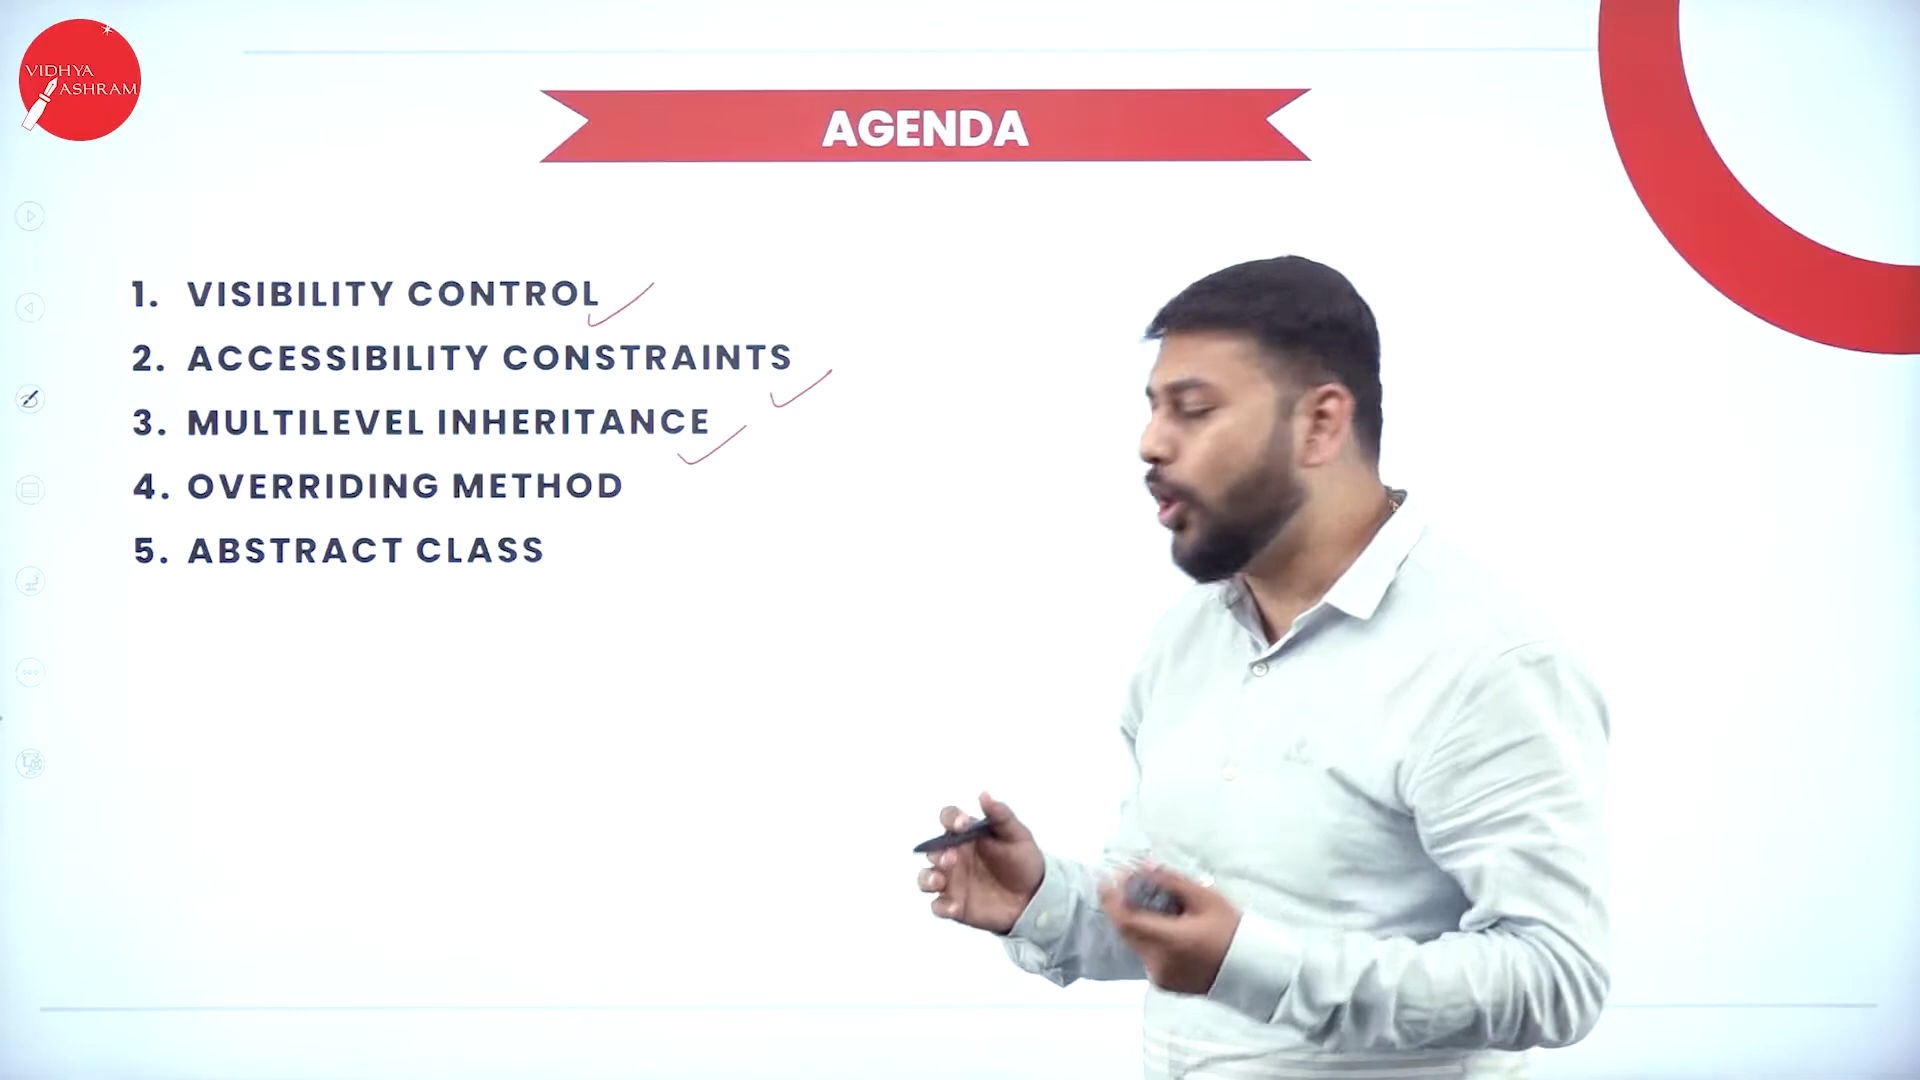 VIDHYA
ASHRAM
AGENDA
1. VISIBILITY CONTROL
2. ACCESSIBILITY CONSTRAINTS
3. MULTILEVEL INHERITANCE
4. OVERRIDING METHOD
5. ABSTRACT CLASS